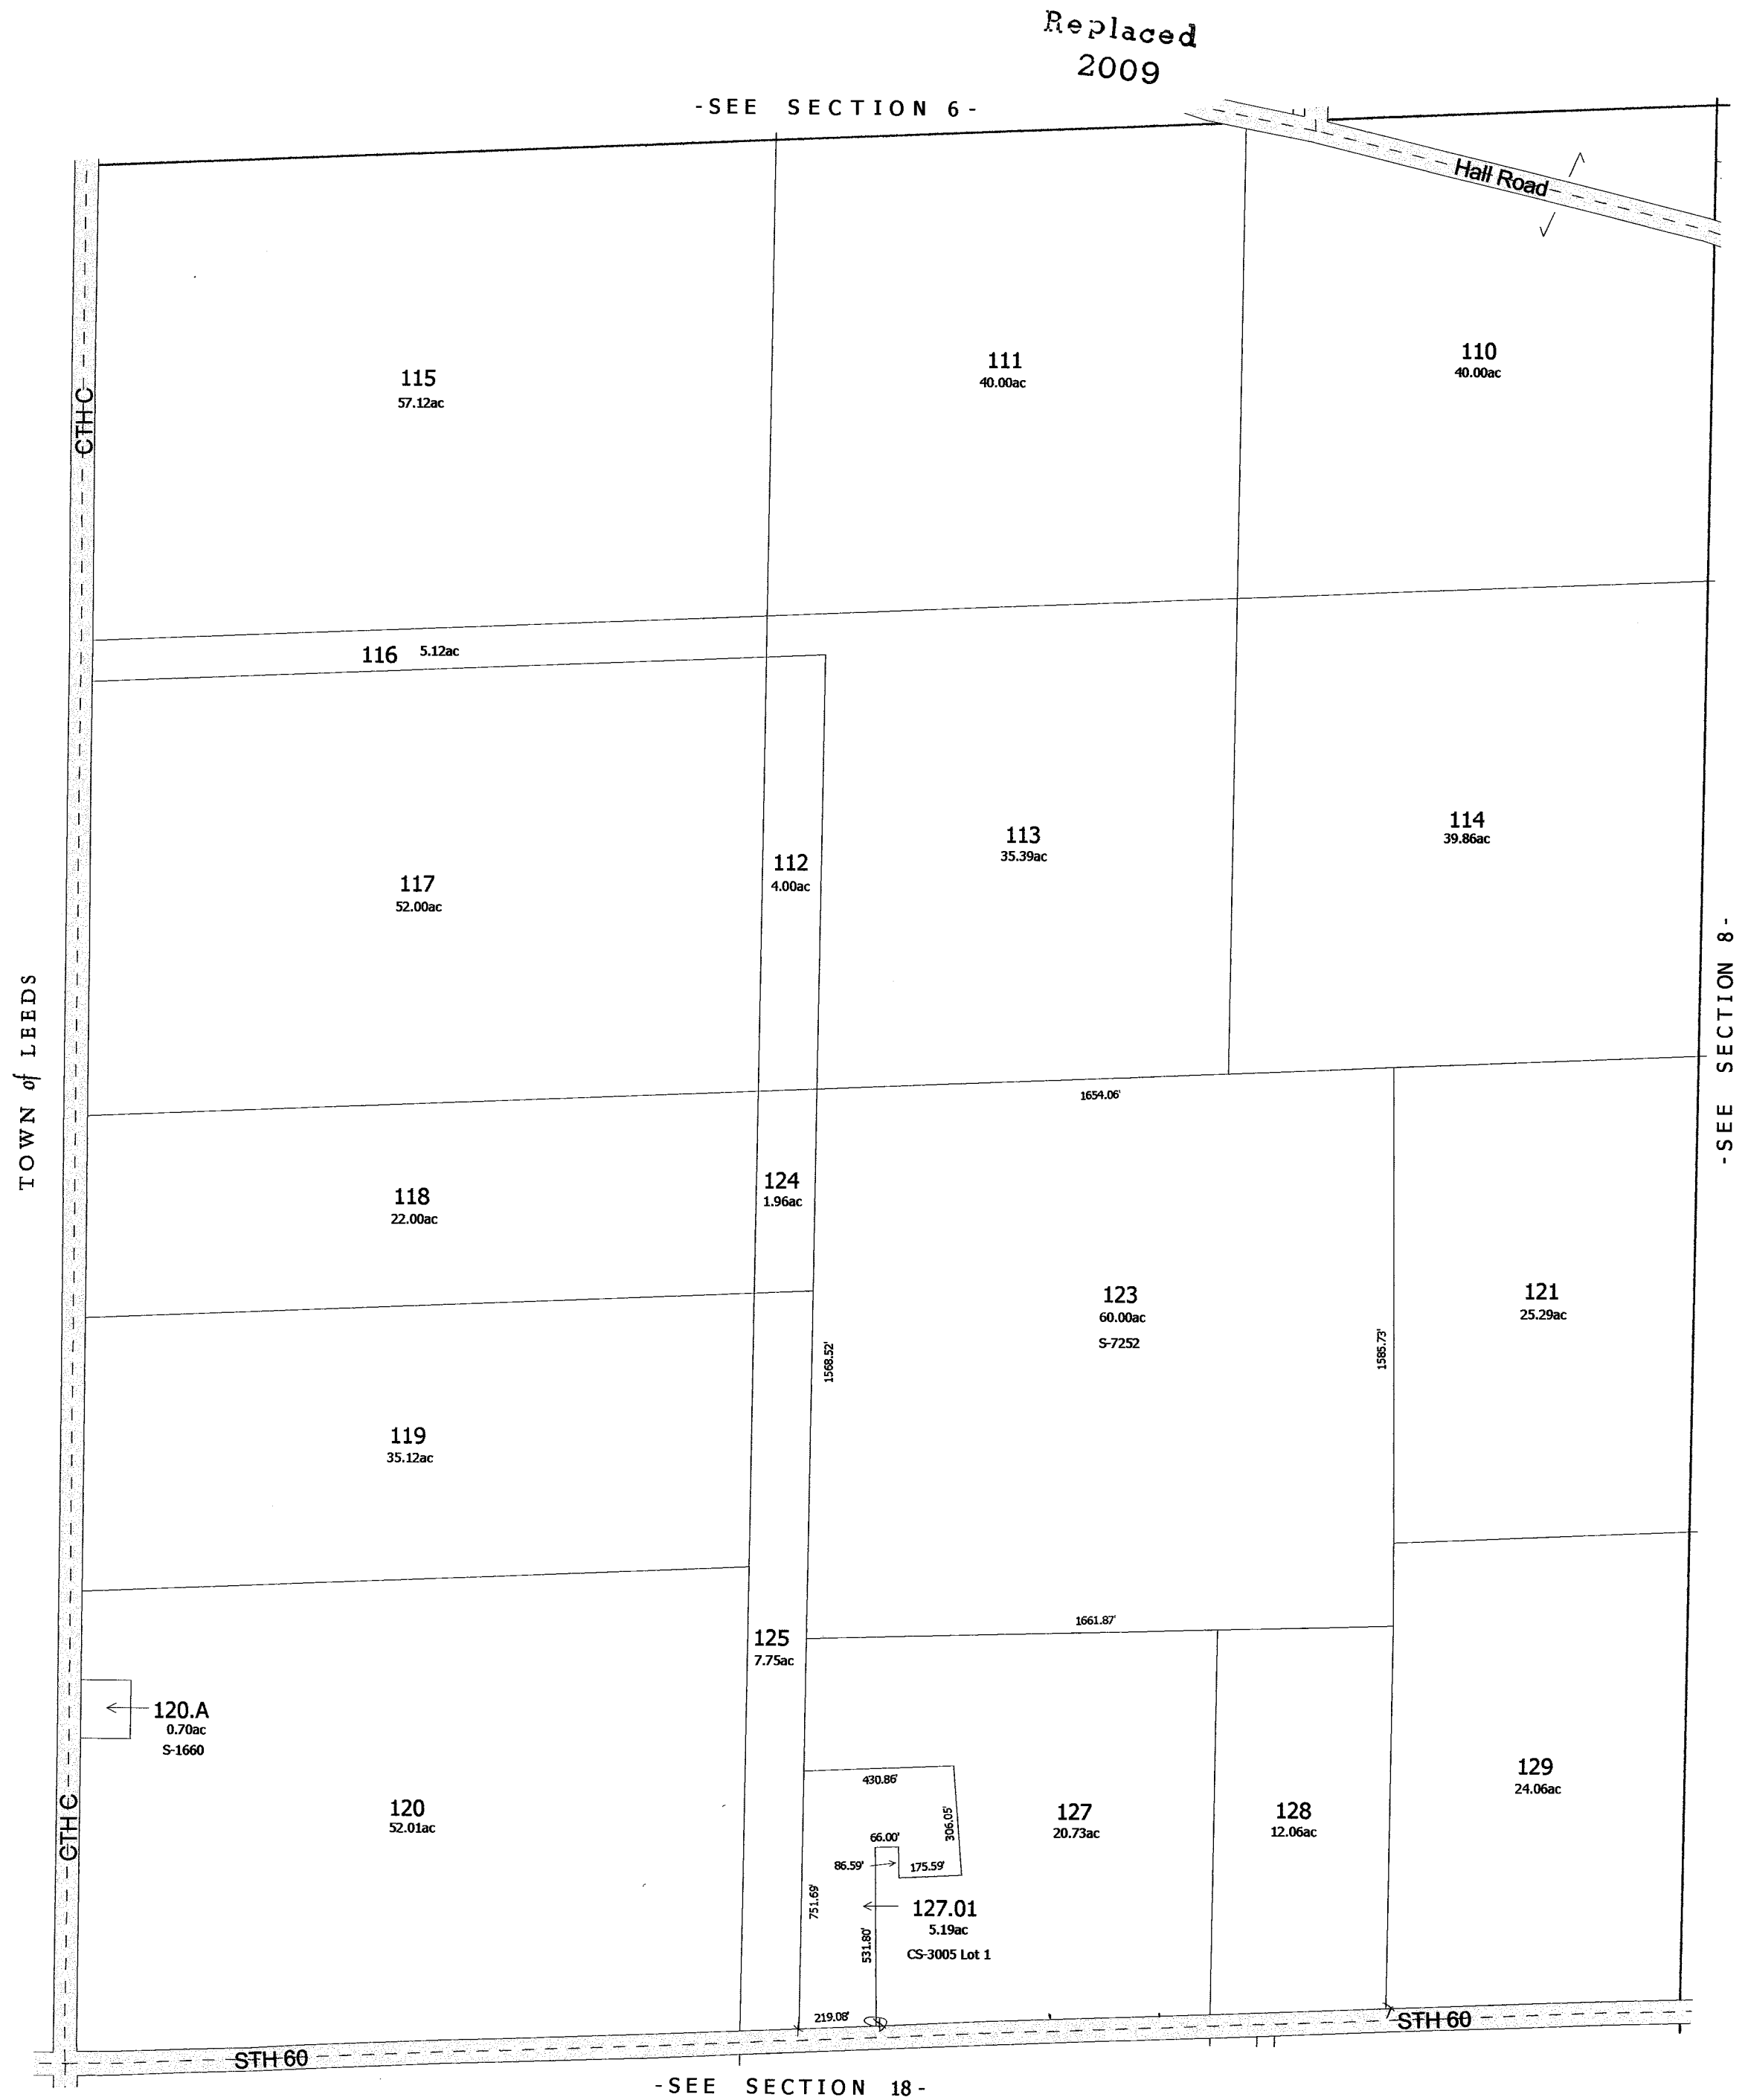 Replaced
2009
-SEE SECTION 6-
Hall Road
CTH C
115
57.12ac
111
40.00ac
110
40.00ac
116 5.12ac
112
4.00ac
113
35.39ac
114
39.86ac
117
52.00ac
TOWN of LEEDS
-SEE SECTION 8-
1654.06'
118
22.00ac
124
1.96ac
123
60.00ac
S-7252
121
25.29ac
1568.52'
1585.73'
119
35.12ac
1661.87'
125
7.75ac
120.A
0.70ac
S-1660
CTH C
120
52.01ac
430.86'
306.05'
66.00'
86.59'
175.59'
751.69'
531.80'
127.01
5.19ac
CS-3005 Lot 1
219.08'
127
20.73ac
128
12.06ac
129
24.06ac
STH 60
STH 60
-SEE SECTION 18-